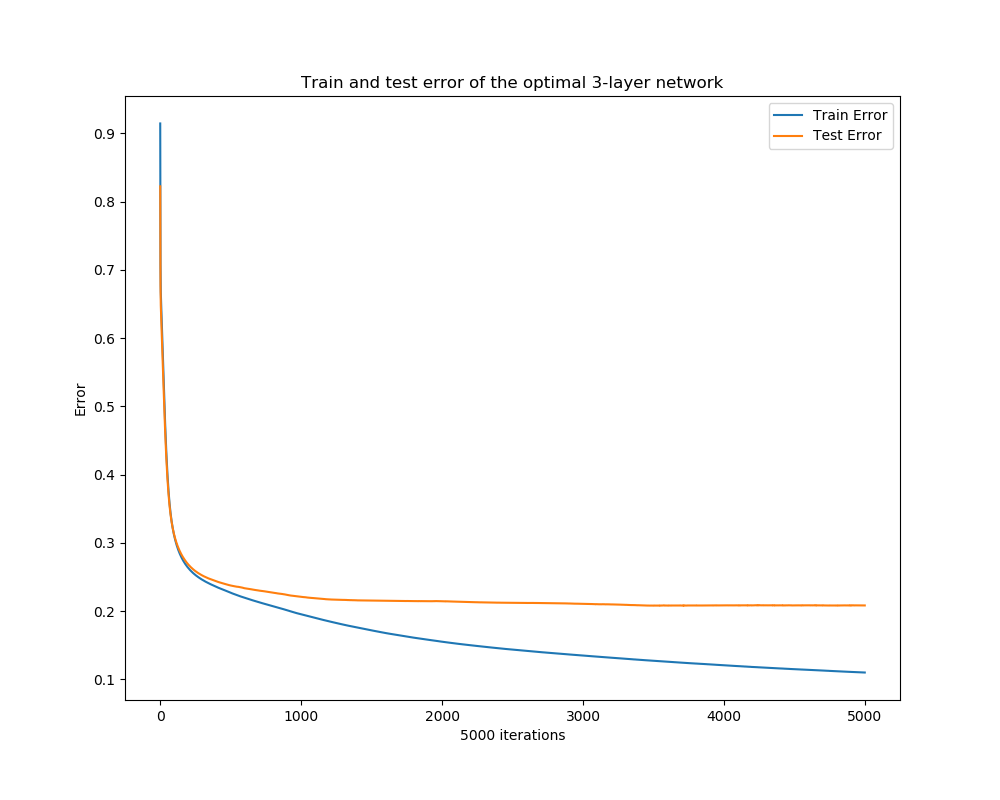 Train and test error of the optimal 3-layer network
Train Error
Test Error
0.9
0.8
0.7
0.6
0.5
0.4
0.3
0.2
0.1
Error
0 1000 2000 3000 4000 5000
5000 iterations